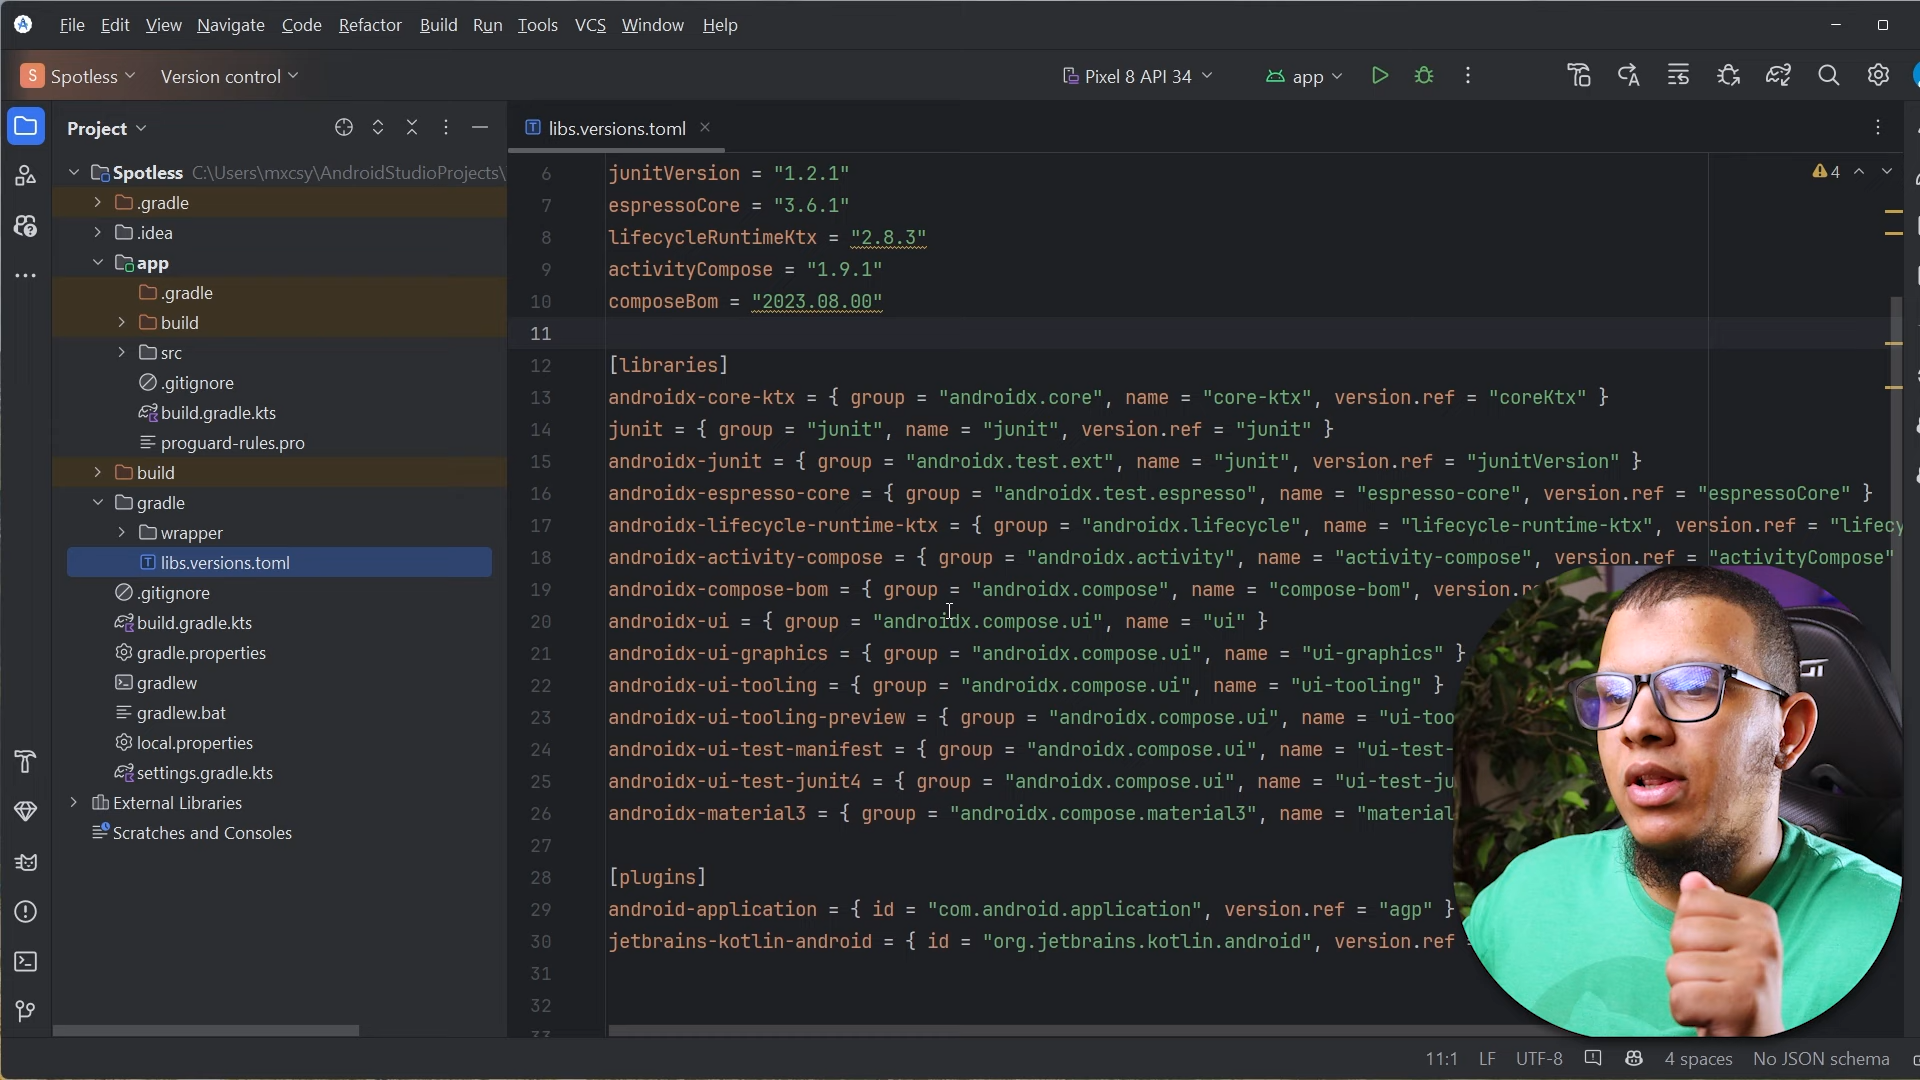 File Edit View Navigate Code Refactor Build Run Tools VCS Window Help
S Spotless Version control Pixel 8 API 34 app
Project
libs.versions.toml
Spotless C:\Users\mxcsy\AndroidStudioProjects\
.gradle
.idea
app
.gradle
build
src
.gitignore
build.gradle.kts
proguard-rules.pro
build
gradle
wrapper
libs.versions.toml
.gitignore
build.gradle.kts
gradle.properties
gradlew
gradlew.bat
local.properties
settings.gradle.kts
External Libraries
Scratches and Consoles
4
6 junitVersion = "1.2.1"
7 espressoCore = "3.6.1"
8 lifecycleRuntimeKtx = "2.8.3"
9 activityCompose = "1.9.1"
10 composeBom = "2023.08.00"
11
12 [libraries]
13 androidx-core-ktx = { group = "androidx.core", name = "core-ktx", version.ref = "coreKtx" }
14 junit = { group = "junit", name = "junit", version.ref = "junit" }
15 androidx-junit = { group = "androidx.test.ext", name = "junit", version.ref = "junitVersion" }
16 androidx-espresso-core = { group = "androidx.test.espresso", name = "espresso-core", version.ref = "espressoCore" }
17 androidx-lifecycle-runtime-ktx = { group = "androidx.lifecycle", name = "lifecycle-runtime-ktx", version.ref = "lifecy
18 androidx-activity-compose = { group = "androidx.activity", name = "activity-compose", version.ref = "activityCompose"
19 androidx-compose-bom = { group = "androidx.compose", name = "compose-bom", version.r
20 androidx-ui = { group = "androidx.compose.ui", name = "ui" }
21 androidx-ui-graphics = { group = "androidx.compose.ui", name = "ui-graphics" }
22 androidx-ui-tooling = { group = "androidx.compose.ui", name = "ui-tooling" }
23 androidx-ui-tooling-preview = { group = "androidx.compose.ui", name = "ui-too
24 androidx-ui-test-manifest = { group = "androidx.compose.ui", name = "ui-test-
25 androidx-ui-test-junit4 = { group = "androidx.compose.ui", name = "ui-test-ju
26 androidx-material3 = { group = "androidx.compose.material3", name = "material
27
28 [plugins]
29 android-application = { id = "com.android.application", version.ref = "agp" }
30 jetbrains-kotlin-android = { id = "org.jetbrains.kotlin.android", version.ref
31
32
11:1 LF UTF-8 4 spaces No JSON schema